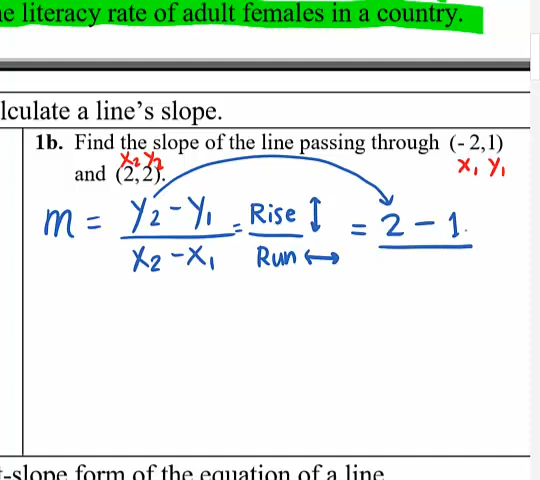 e literacy rate of adult females in a country.
lculate a line's slope.
1b. Find the slope of the line passing through (- 2,1)
x₂ y₂ x₁ y₁
and (2,2).
m = y₂ - y₁ / x₂ - x₁ = Rise ↕ / Run ↔ = 2 - 1
t-slope form of the equation of a line